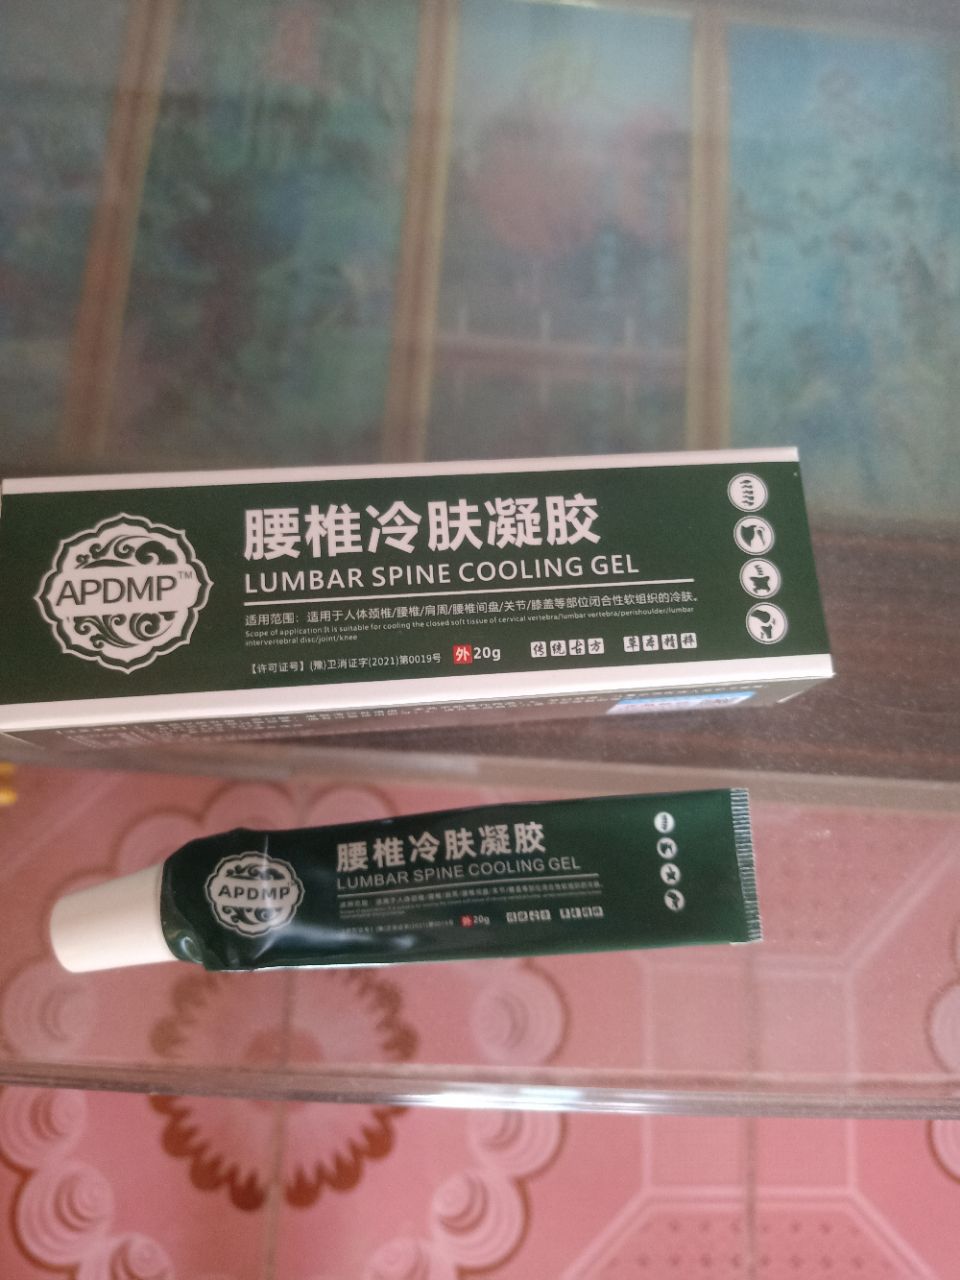 APDMP™
腰椎冷肤凝胶
LUMBAR SPINE COOLING GEL
适用范围：适用于人体颈椎/腰椎/肩周/腰椎间盘/关节/膝盖等部位闭合性软组织的冷肤。
Scope of application:It is suitable for cooling the closed soft tissue of cervical vertebra/lumbar vertebra/perishoulder/lumbar
intervertebral disc/joint/knee
【许可证号】(豫)卫消证字(2021)第0019号 外 20g 传统古方 草本精粹
APDMP
腰椎冷肤凝胶
LUMBAR SPINE COOLING GEL
外 20g